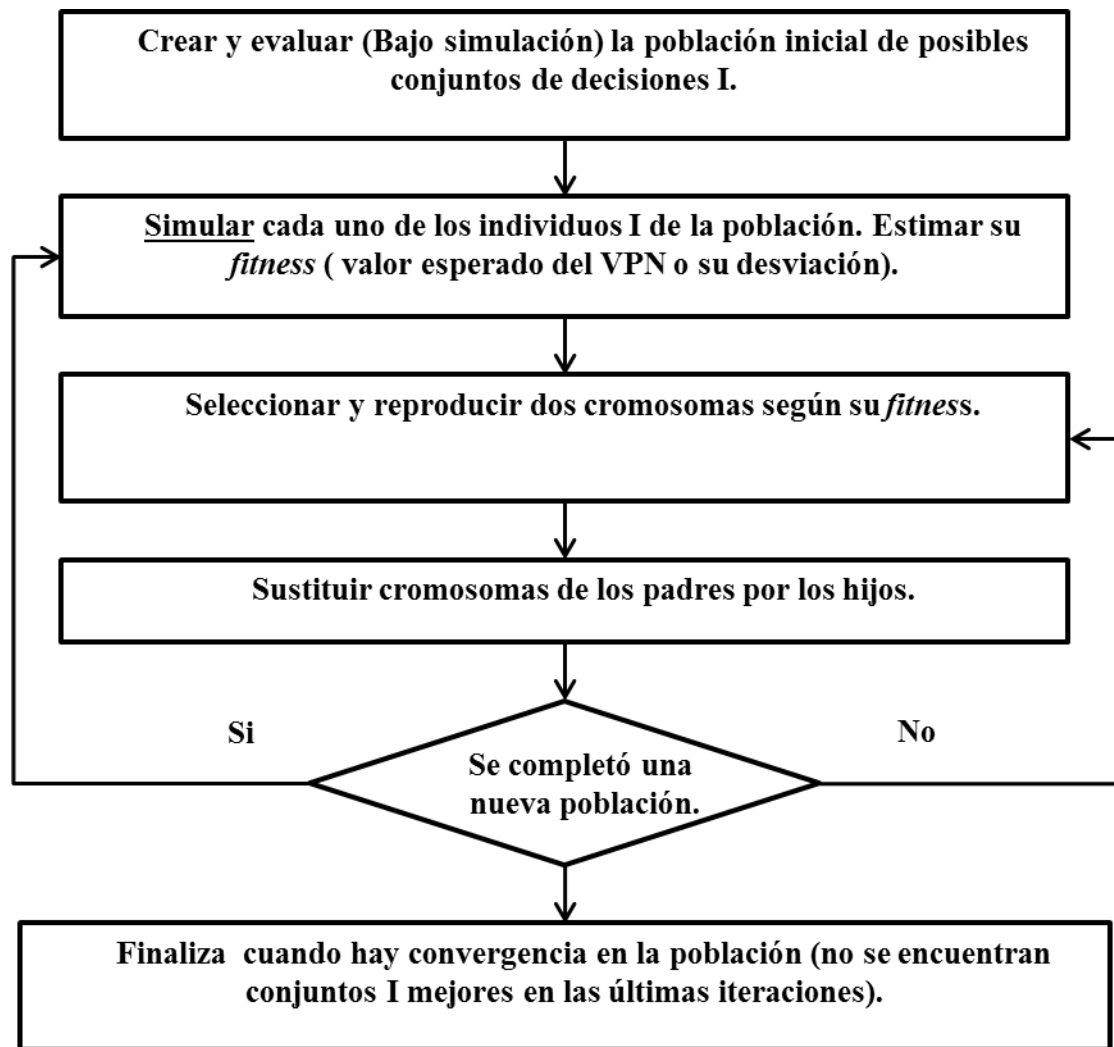 Crear y evaluar (Bajo simulación) la población inicial de posibles
conjuntos de decisiones I.
Simular cada uno de los individuos I de la población. Estimar su
fitness ( valor esperado del VPN o su desviación).
Seleccionar y reproducir dos cromosomas según su fitness.
Sustituir cromosomas de los padres por los hijos.
Si
No
Se completó una
nueva población.
Finaliza cuando hay convergencia en la población (no se encuentran
conjuntos I mejores en las últimas iteraciones).